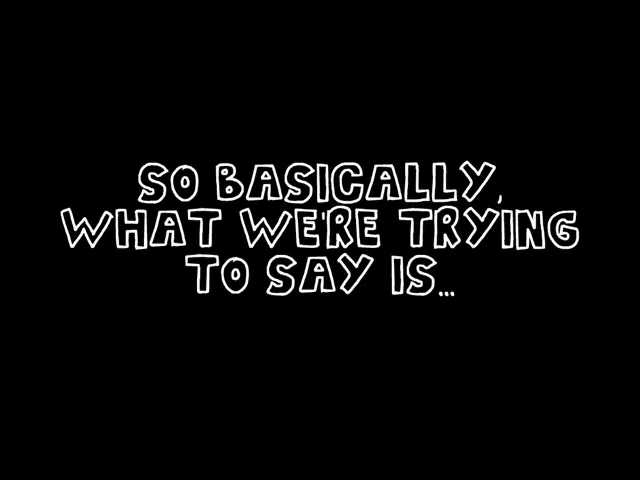 SO BASICALLY,
WHAT WE'RE TRYING
TO SAY IS...